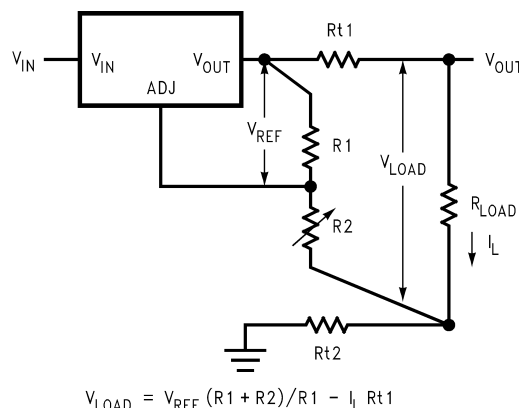 Rt1
V_IN
V_IN
V_OUT
V_OUT
ADJ
V_REF
R1
V_LOAD
R_LOAD
R2
I_L
Rt2
V_LOAD = V_REF (R1 + R2)/R1 − I_L Rt1